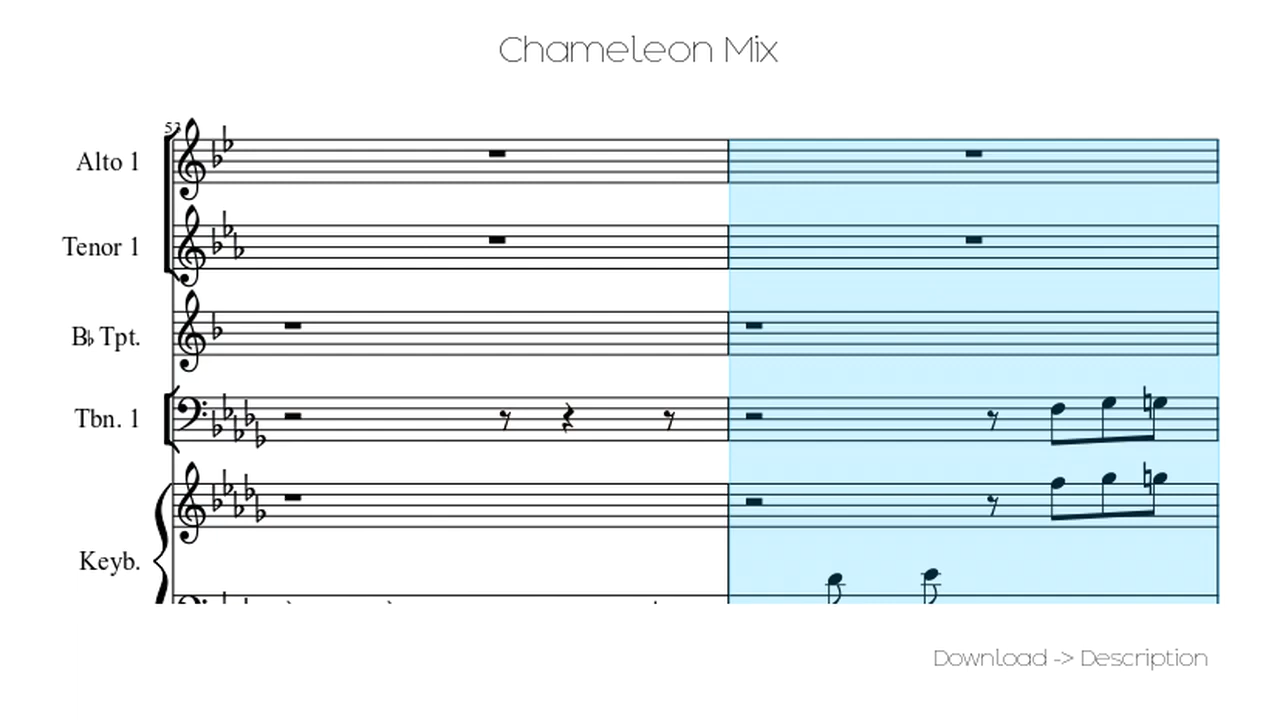 Chameleon Mix
53
Alto 1
Tenor 1
B♭ Tpt.
Tbn. 1
Keyb.
Download -> Description